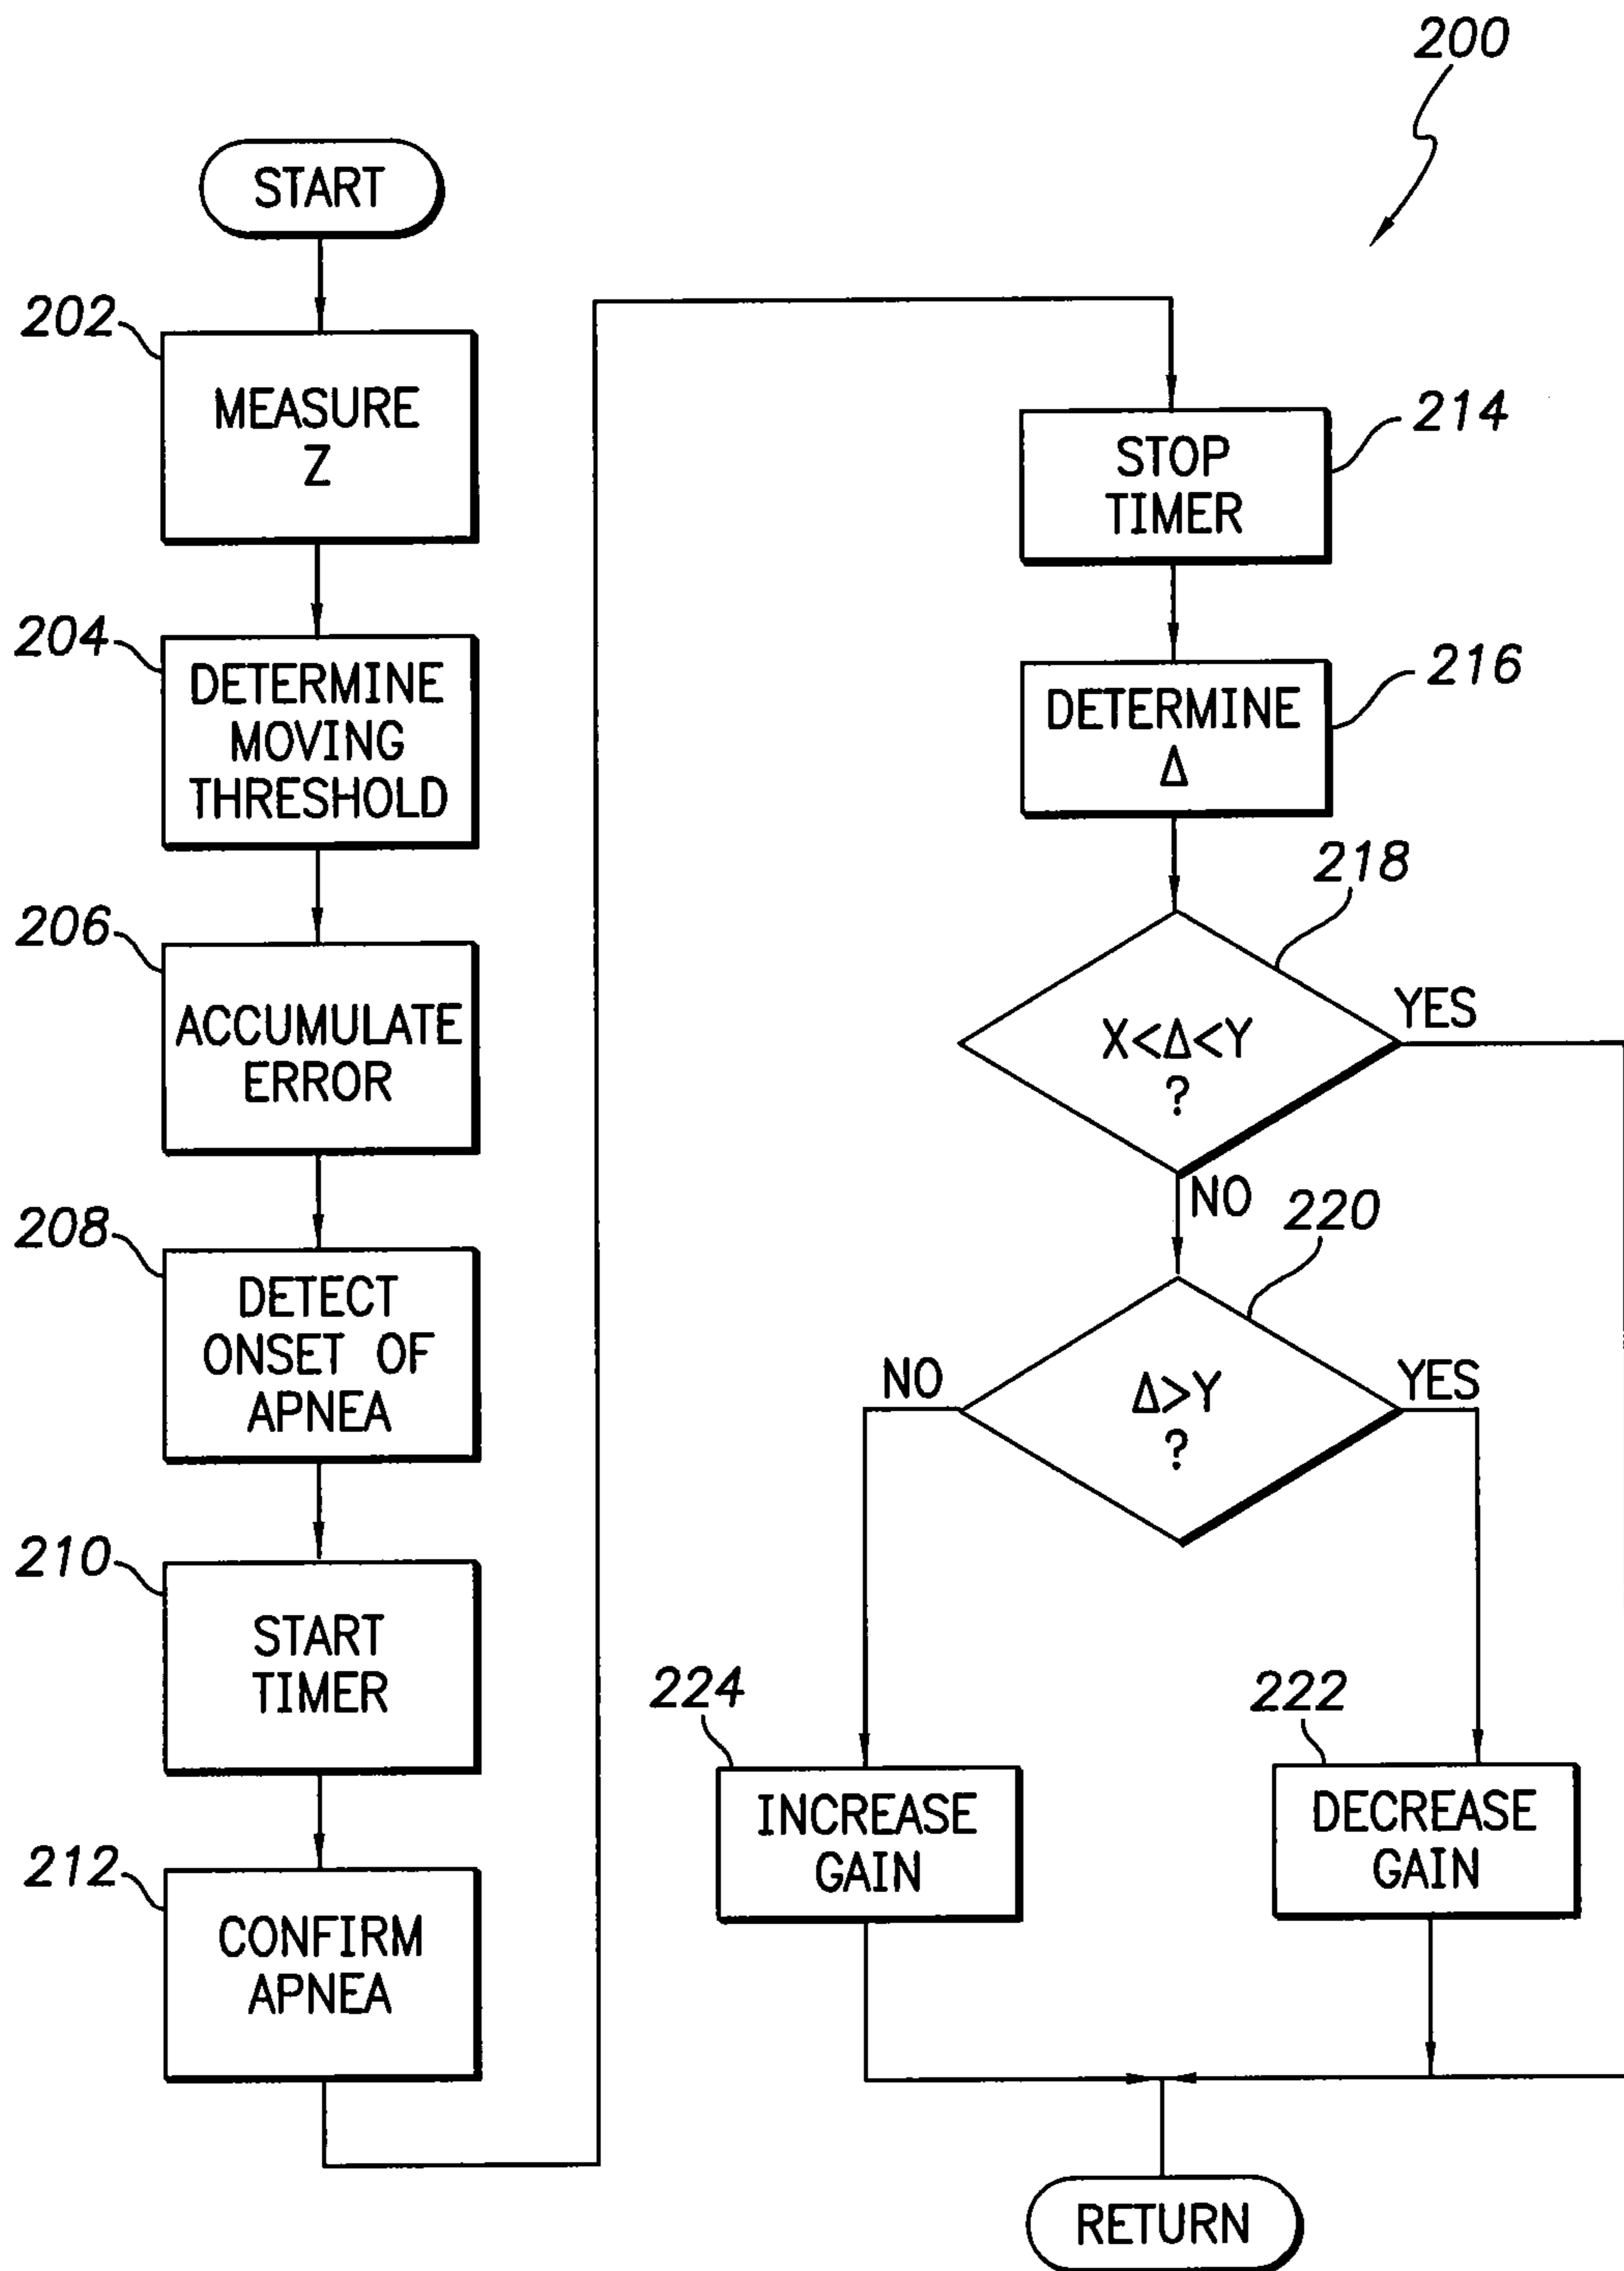 200
START
202
MEASURE
Z
204
DETERMINE
MOVING
THRESHOLD
206
ACCUMULATE
ERROR
208
DETECT
ONSET OF
APNEA
210
START
TIMER
212
CONFIRM
APNEA
214
STOP
TIMER
216
DETERMINE
Δ
218
X<Δ<Y
?
YES
NO
220
Δ>Y
?
NO
YES
224
INCREASE
GAIN
222
DECREASE
GAIN
RETURN